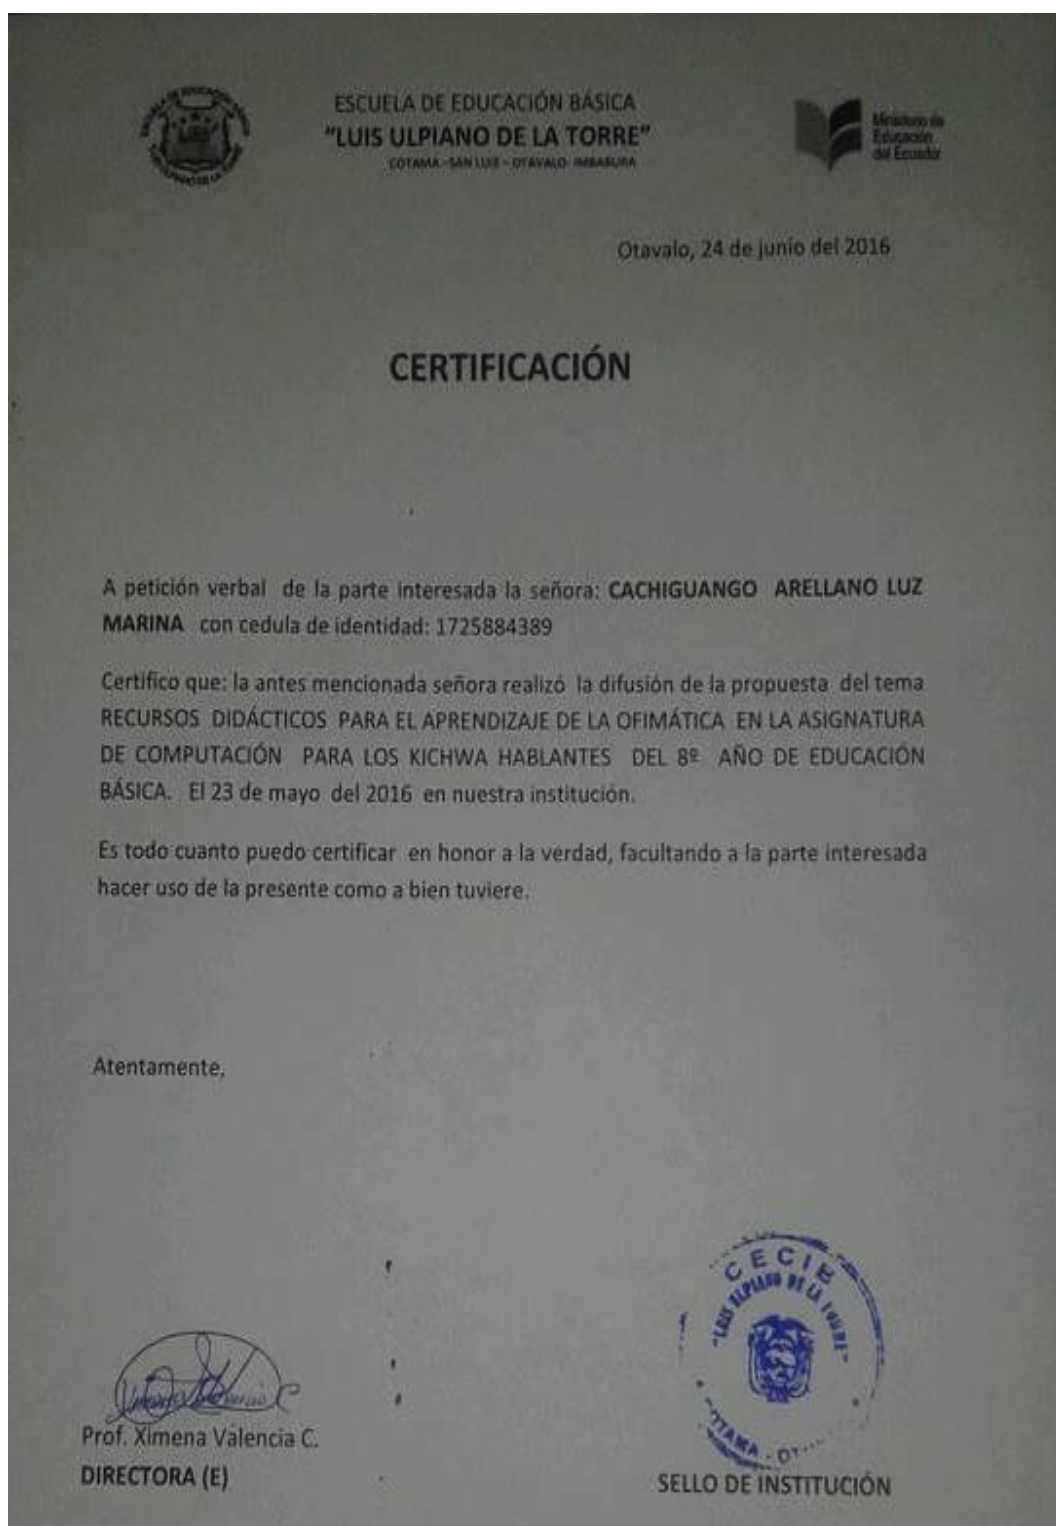 ESCUELA DE EDUCACIÓN BÁSICA
"LUIS ULPIANO DE LA TORRE"
COTAMA.-SAN LUIS – OTAVALO- IMBABURA
Ministerio de
Educación
del Ecuador
Otavalo, 24 de junio del 2016
CERTIFICACIÓN
A petición verbal de la parte interesada la señora: CACHIGUANGO ARELLANO LUZ
MARINA con cedula de identidad: 1725884389
Certifico que: la antes mencionada señora realizó la difusión de la propuesta del tema
RECURSOS DIDÁCTICOS PARA EL APRENDIZAJE DE LA OFIMÁTICA EN LA ASIGNATURA
DE COMPUTACIÓN PARA LOS KICHWA HABLANTES DEL 8º AÑO DE EDUCACIÓN
BÁSICA. El 23 de mayo del 2016 en nuestra institución.
Es todo cuanto puedo certificar en honor a la verdad, facultando a la parte interesada
hacer uso de la presente como a bien tuviere.
Atentamente,
CECIB
"LUIS ULPIANO DE LA TORRE"
Prof. Ximena Valencia C.
DIRECTORA (E)
SELLO DE INSTITUCIÓN